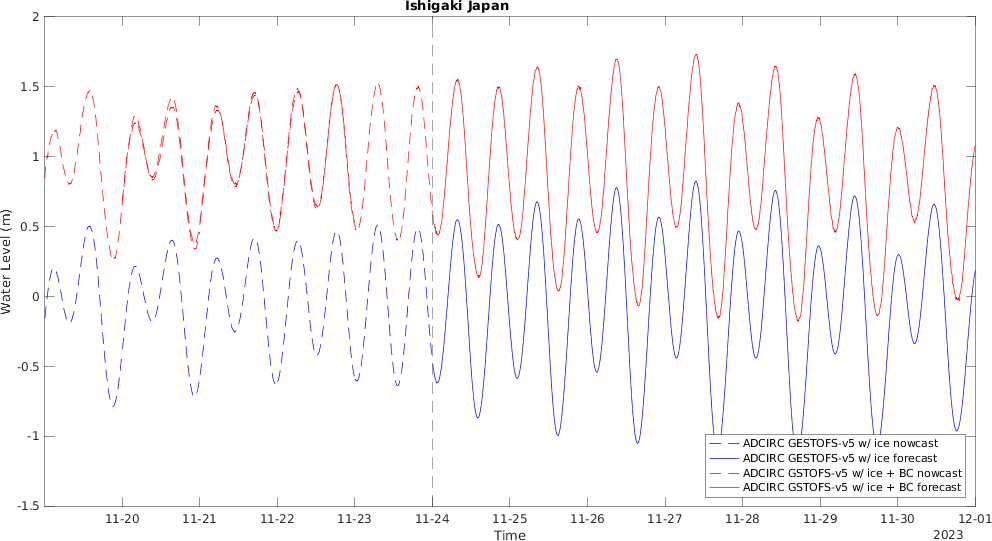 Ishigaki Japan
2
1.5
1
0.5
0
-0.5
-1
-1.5
Water Level (m)
ADCIRC GESTOFS-v5 w/ ice nowcast
ADCIRC GESTOFS-v5 w/ ice forecast
ADCIRC GSTOFS-v5 w/ ice + BC nowcast
ADCIRC GSTOFS-v5 w/ ice + BC forecast
11-20 11-21 11-22 11-23 11-24 11-25 11-26 11-27 11-28 11-29 11-30 12-01
Time
2023